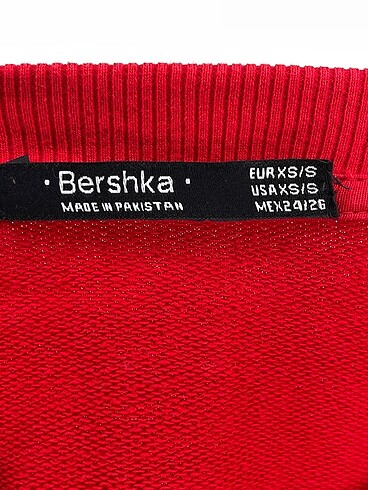 · Bershka ·
MADE IN PAKISTAN
EUR XS/S
USA XS/S
MEX 24/26